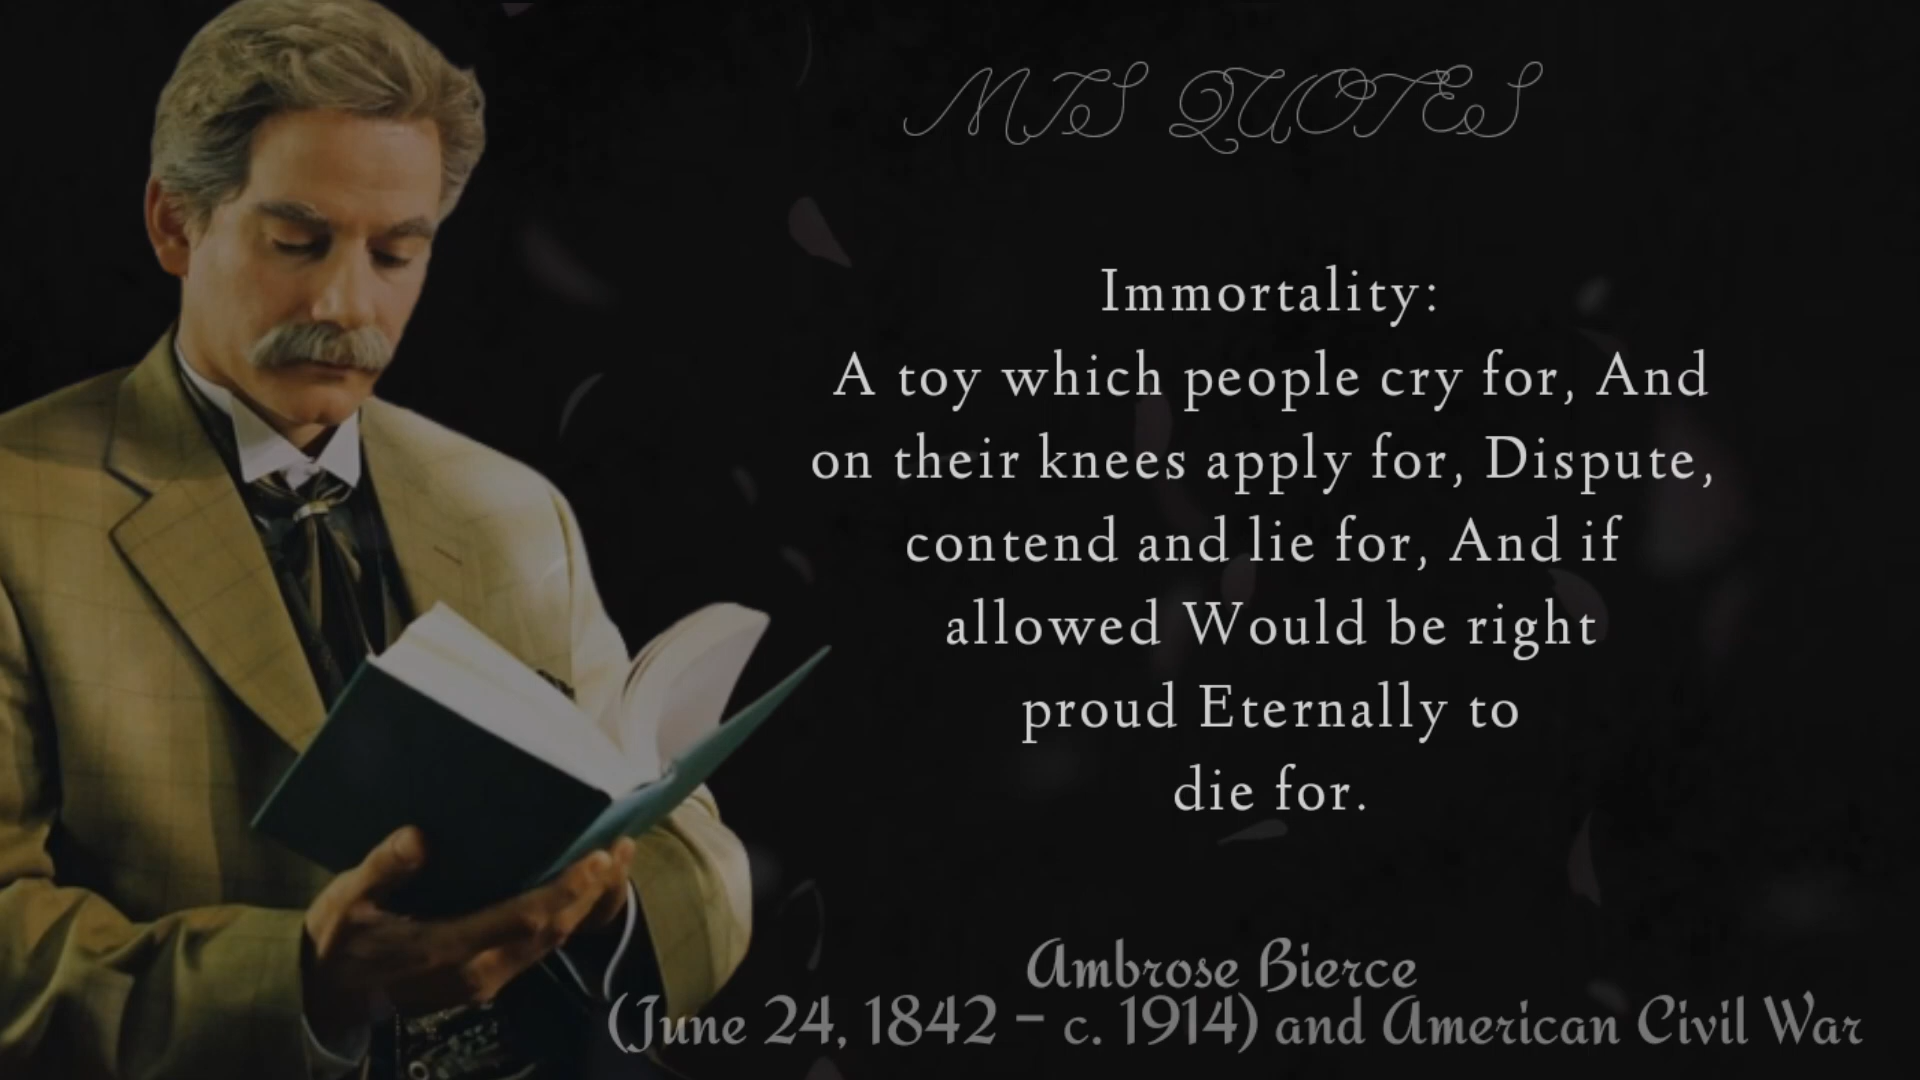 MTS QUOTES
Immortality:
A toy which people cry for, And
on their knees apply for, Dispute,
contend and lie for, And if
allowed Would be right
proud Eternally to
die for.
Ambrose Bierce
(June 24, 1842 – c. 1914) and American Civil War